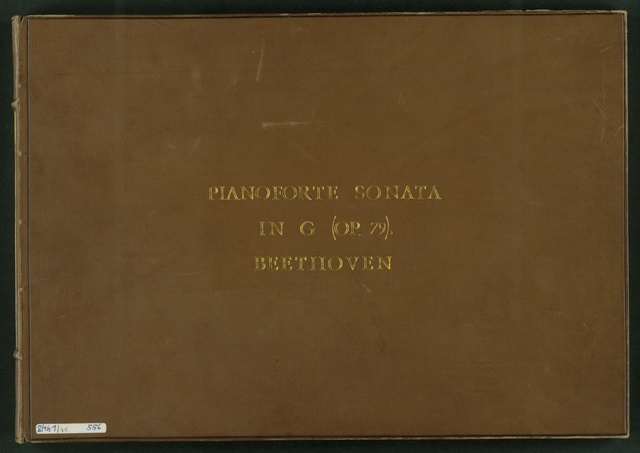 PIANOFORTE SONATA
IN G (OP. 79).
BEETHOVEN